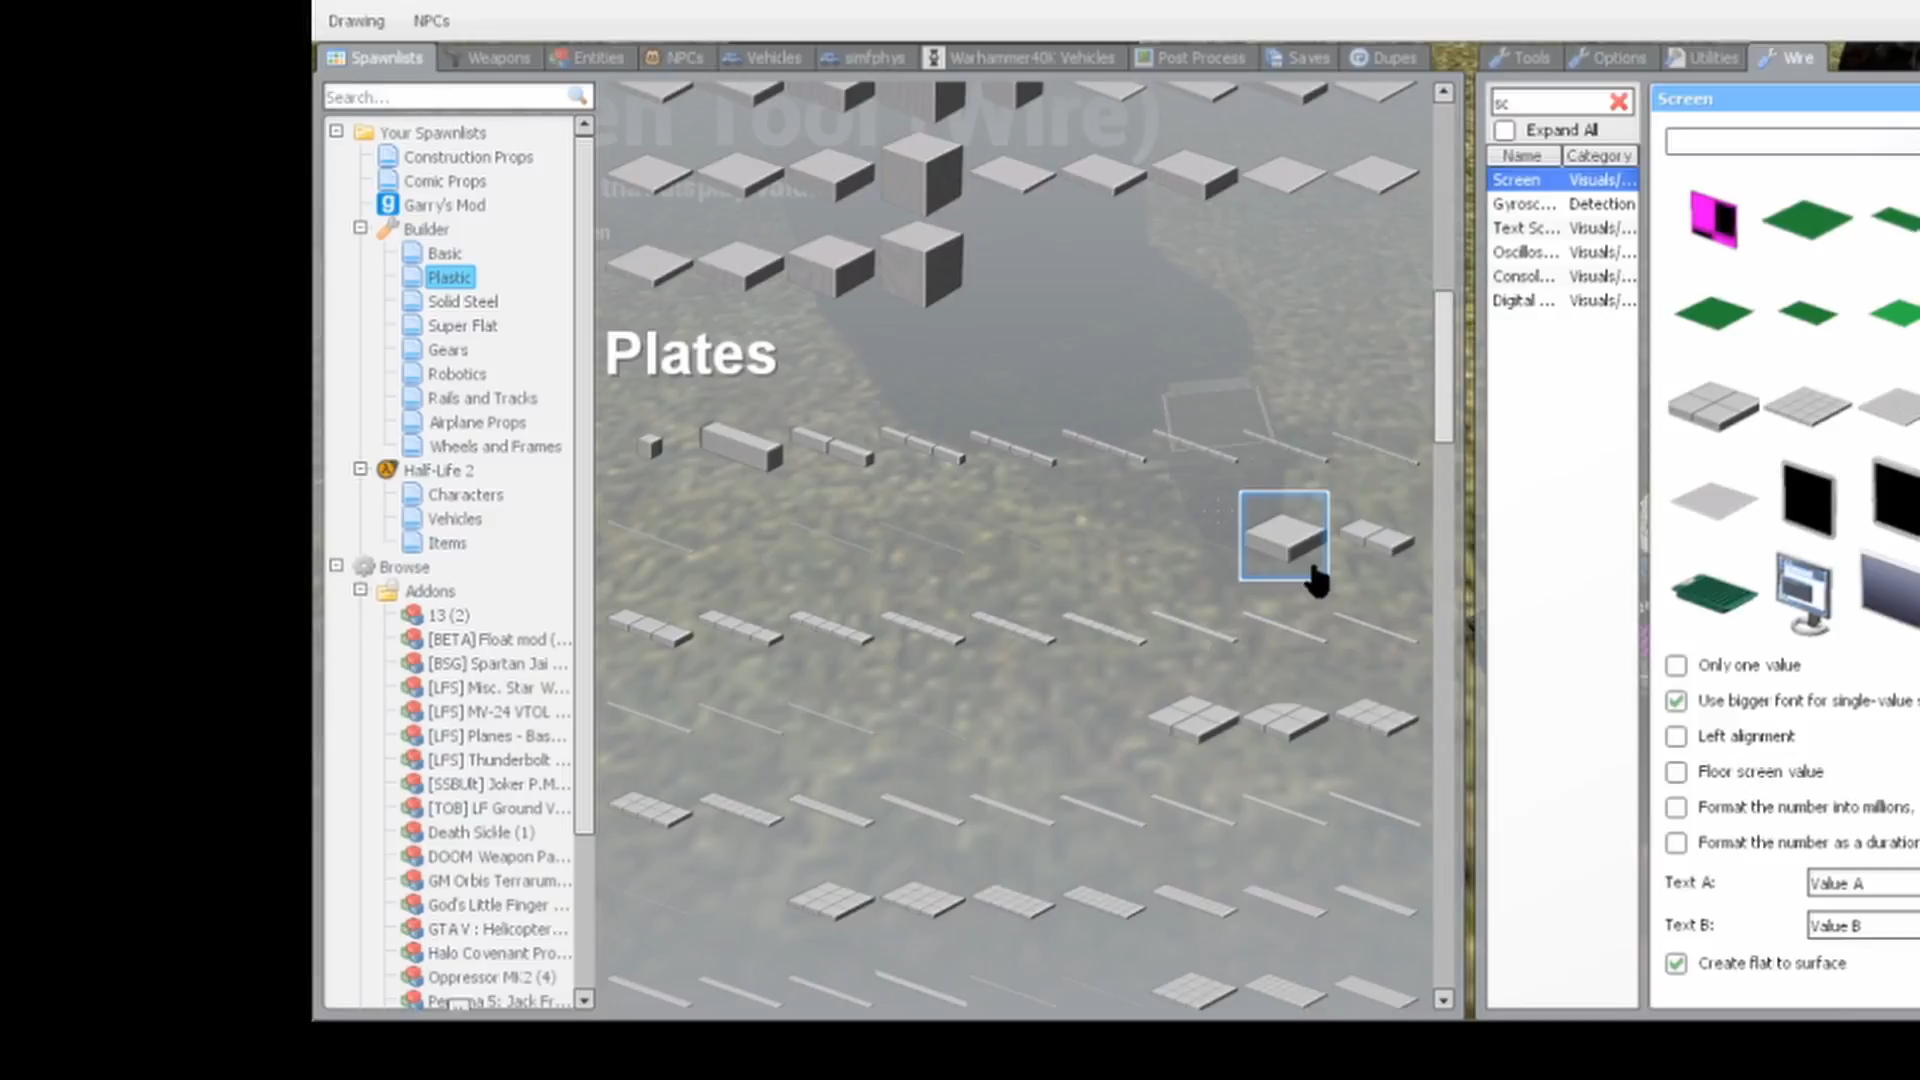 Drawing NPCs
Spawnlists Weapons Entities NPCs Vehicles simfphys Warhammer40k Vehicles Post Process Saves Dupes
Tools Options Utilities Wire
Search...
Your Spawnlists
Construction Props
Comic Props
Garry's Mod
Builder
Basic
Plastic
Solid Steel
Super Flat
Gears
Robotics
Rails and Tracks
Airplane Props
Wheels and Frames
Half-Life 2
Characters
Vehicles
Items
Browse
Addons
13 (2)
[BETA] Float mod (...
[BSG] Spartan Jai ...
[LFS] Misc. Star W...
[LFS] MV-24 VTOL ...
[LFS] Planes - Bas...
[LFS] Thunderbolt ...
[SSBUlt] Joker P.M...
[TOB] LF Ground V...
Death Sickle (1)
DOOM Weapon Pa...
GM Orbis Terrarum...
God's Little Finger ...
GTA V : Helicopter...
Halo Covenant Pro...
Oppressor MK2 (4)
5: Jack Fr...
en Tool (Wire)
Plates
sc
Expand All
Name Category
Screen Visuals/...
Gyrosc... Detection
Text Sc... Visuals/...
Oscillos... Visuals/...
Consol... Visuals/...
Digital ... Visuals/...
Screen
Only one value
Use bigger font for single-value s
Left alignment
Floor screen value
Format the number into millions,
Format the number as a duration
Text A: Value A
Text B: Value B
Create flat to surface